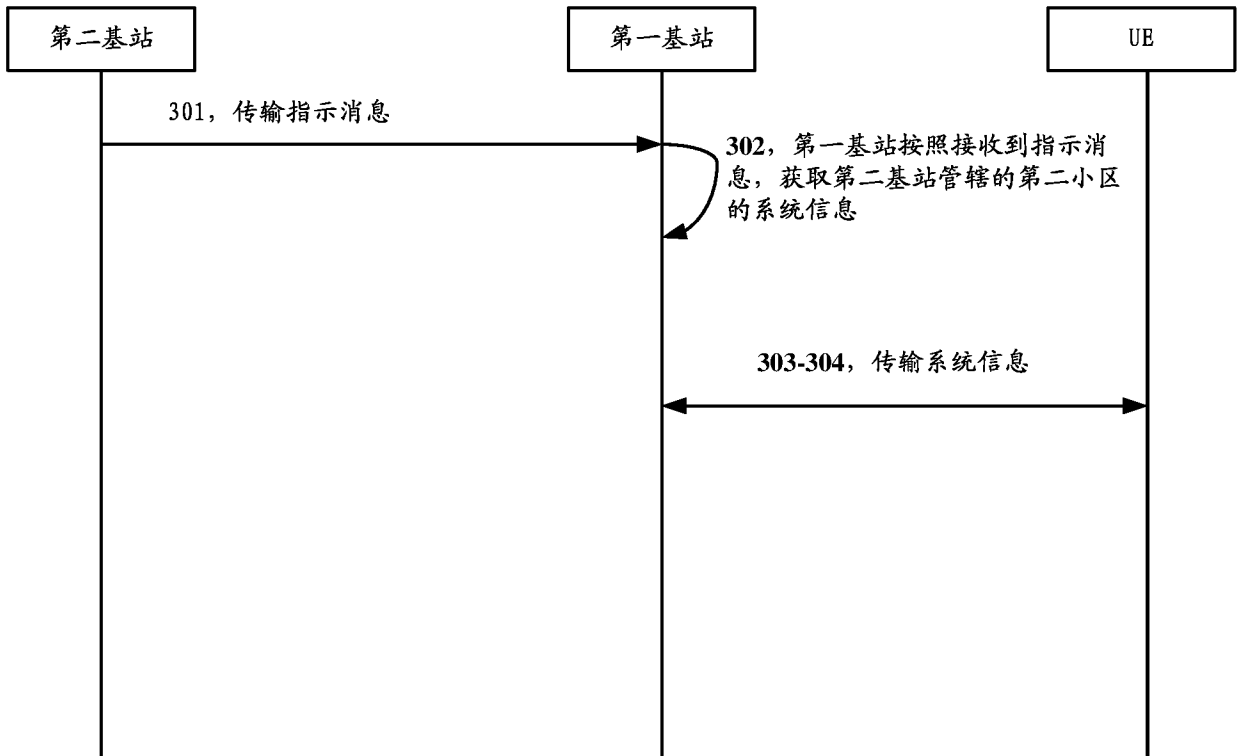 第二基站
第一基站
UE
301，传输指示消息
302，第一基站按照接收到指示消
息，获取第二基站管辖的第二小区
的系统信息
303-304，传输系统信息